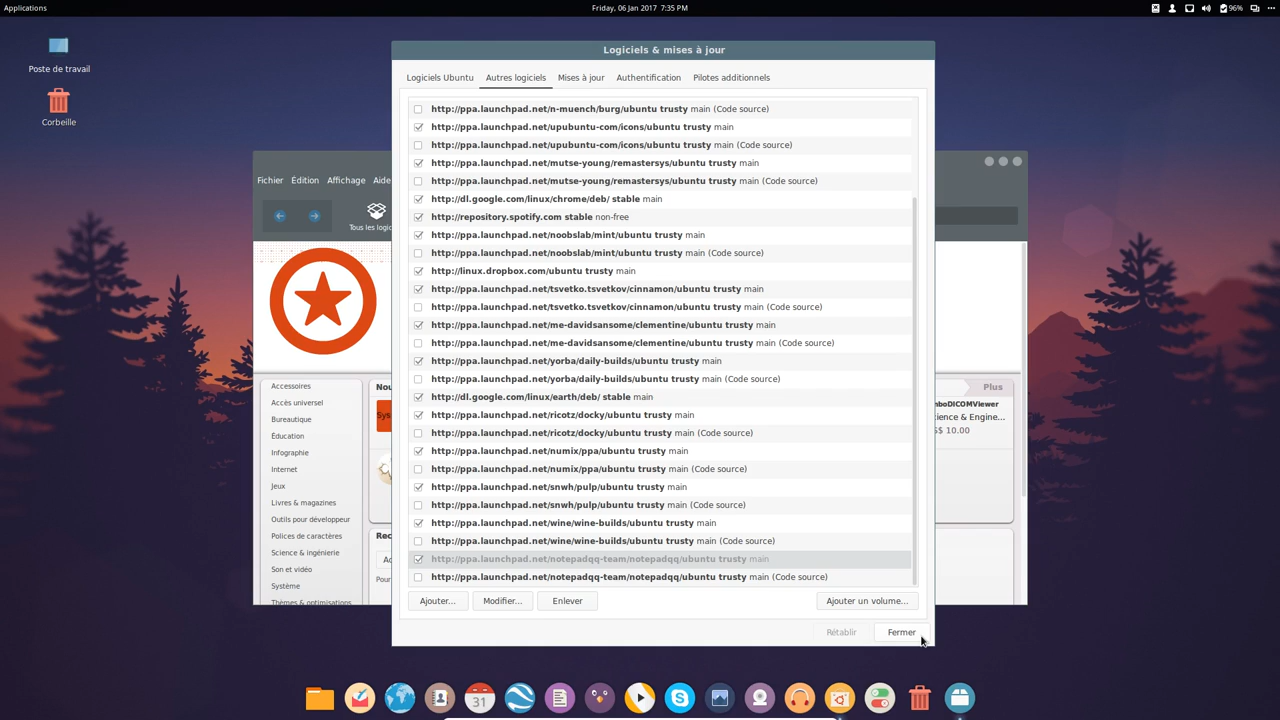 Applications
Friday, 06 Jan 2017 7:35 PM
96%
Poste de travail
Corbeille
Fichier Édition Affichage Aide
Tous les logic
Accessoires
Accès universel
Bureautique
Éducation
Infographie
Internet
Jeux
Livres & magazines
Outils pour développeur
Polices de caractères
Science & ingénierie
Son et vidéo
Système
Thèmes & optimisations
Nou
Sys
Rec
Ad
Pour
Logiciels & mises à jour
Logiciels Ubuntu Autres logiciels Mises à jour Authentification Pilotes additionnels
http://ppa.launchpad.net/n-muench/burg/ubuntu trusty main (Code source)
http://ppa.launchpad.net/upubuntu-com/icons/ubuntu trusty main
http://ppa.launchpad.net/upubuntu-com/icons/ubuntu trusty main (Code source)
http://ppa.launchpad.net/mutse-young/remastersys/ubuntu trusty main
http://ppa.launchpad.net/mutse-young/remastersys/ubuntu trusty main (Code source)
http://dl.google.com/linux/chrome/deb/ stable main
http://repository.spotify.com stable non-free
http://ppa.launchpad.net/noobslab/mint/ubuntu trusty main
http://ppa.launchpad.net/noobslab/mint/ubuntu trusty main (Code source)
http://linux.dropbox.com/ubuntu trusty main
http://ppa.launchpad.net/tsvetko.tsvetkov/cinnamon/ubuntu trusty main
http://ppa.launchpad.net/tsvetko.tsvetkov/cinnamon/ubuntu trusty main (Code source)
http://ppa.launchpad.net/me-davidsansome/clementine/ubuntu trusty main
http://ppa.launchpad.net/me-davidsansome/clementine/ubuntu trusty main (Code source)
http://ppa.launchpad.net/yorba/daily-builds/ubuntu trusty main
http://ppa.launchpad.net/yorba/daily-builds/ubuntu trusty main (Code source)
http://dl.google.com/linux/earth/deb/ stable main
http://ppa.launchpad.net/ricotz/docky/ubuntu trusty main
http://ppa.launchpad.net/ricotz/docky/ubuntu trusty main (Code source)
http://ppa.launchpad.net/numix/ppa/ubuntu trusty main
http://ppa.launchpad.net/numix/ppa/ubuntu trusty main (Code source)
http://ppa.launchpad.net/snwh/pulp/ubuntu trusty main
http://ppa.launchpad.net/snwh/pulp/ubuntu trusty main (Code source)
http://ppa.launchpad.net/wine/wine-builds/ubuntu trusty main
http://ppa.launchpad.net/wine/wine-builds/ubuntu trusty main (Code source)
http://ppa.launchpad.net/notepadqq-team/notepadqq/ubuntu trusty main
http://ppa.launchpad.net/notepadqq-team/notepadqq/ubuntu trusty main (Code source)
Ajouter... Modifier... Enlever Ajouter un volume...
Rétablir Fermer
Plus
nboDICOMViewer
ience & Engine...
$ 10.00
31